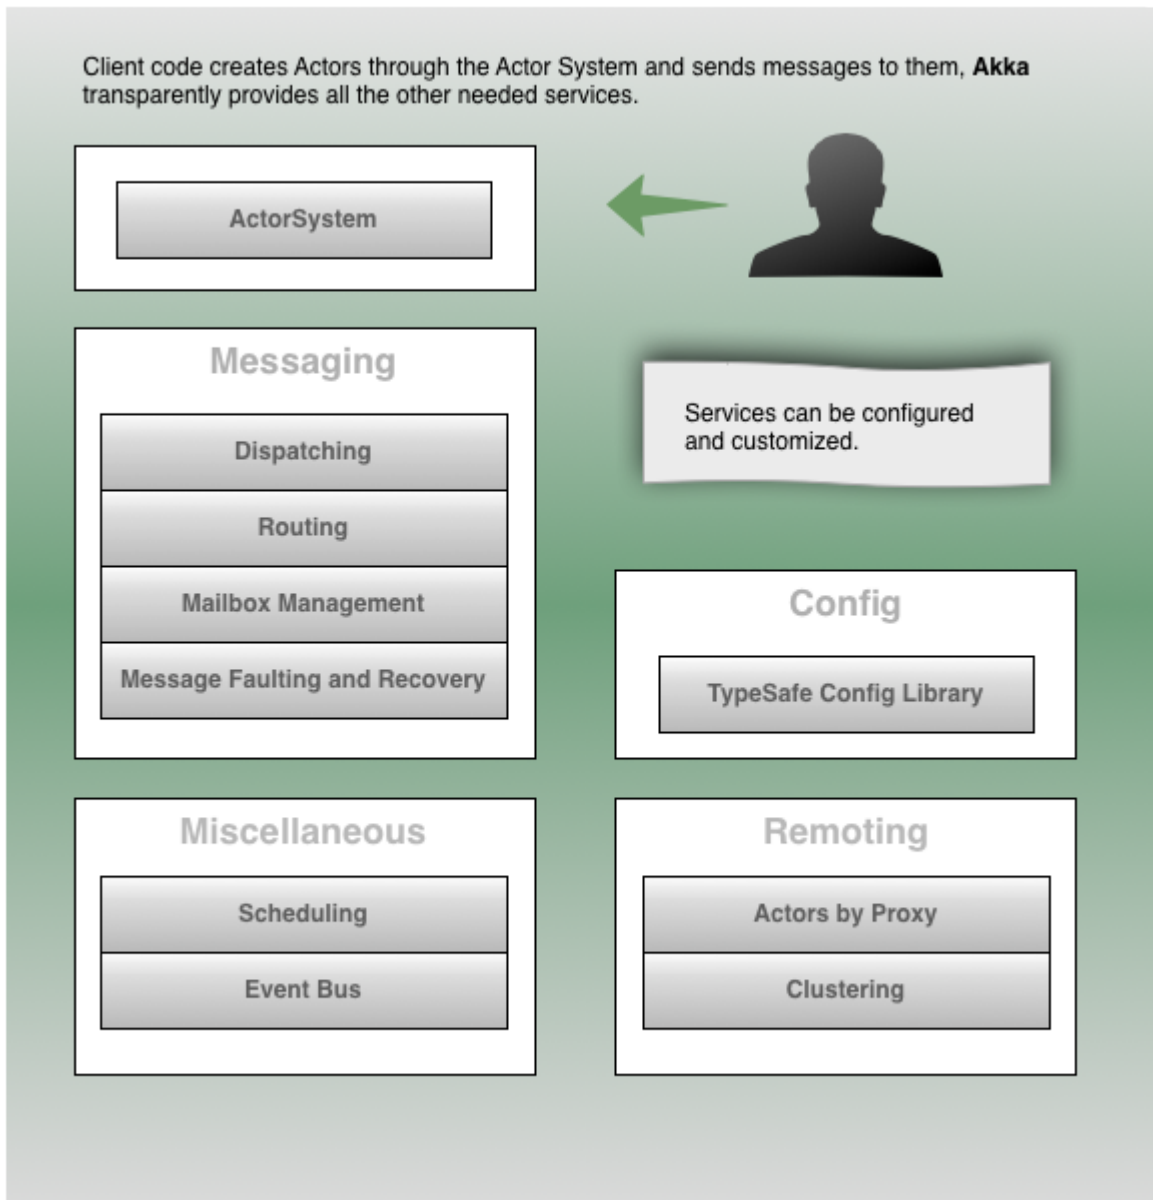 Client code creates Actors through the Actor System and sends messages to them, Akka
transparently provides all the other needed services.
ActorSystem
Messaging
Dispatching
Routing
Mailbox Management
Message Faulting and Recovery
Services can be configured
and customized.
Config
TypeSafe Config Library
Miscellaneous
Scheduling
Event Bus
Remoting
Actors by Proxy
Clustering